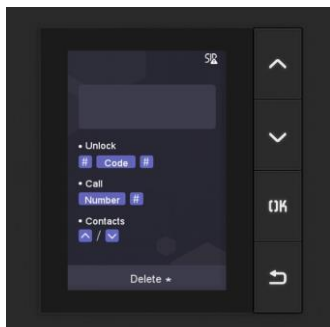 SIP
• Unlock
# Code #
• Call
Number #
• Contacts
/
OK
Delete *